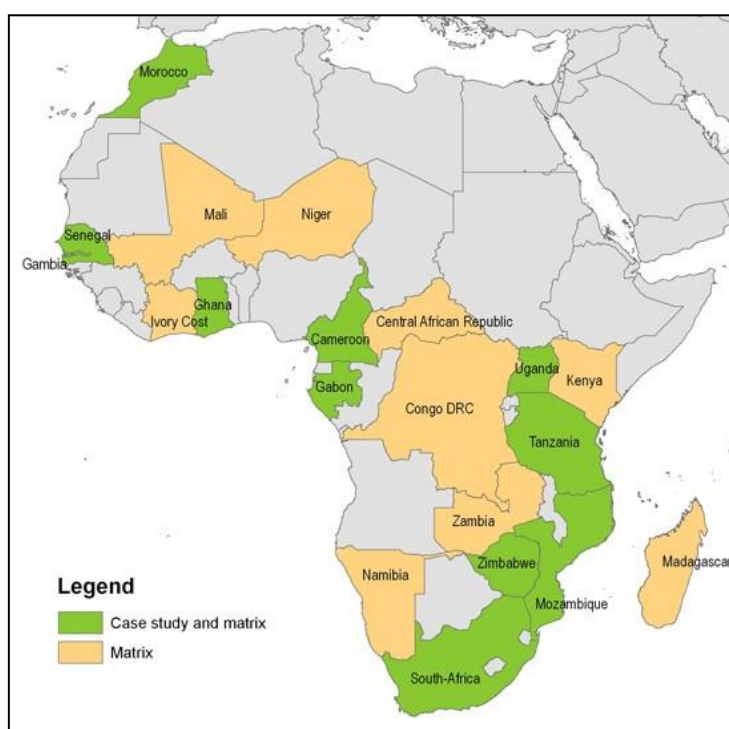 Morocco
Mali
Niger
Senegal
Gambia
Ghana
Ivory Cost
Central African Republic
Cameroon
Uganda
Kenya
Gabon
Congo DRC
Tanzania
Zambia
Madagascar
Zimbabwe
Namibia
Mozambique
South-Africa
Legend
Case study and matrix
Matrix